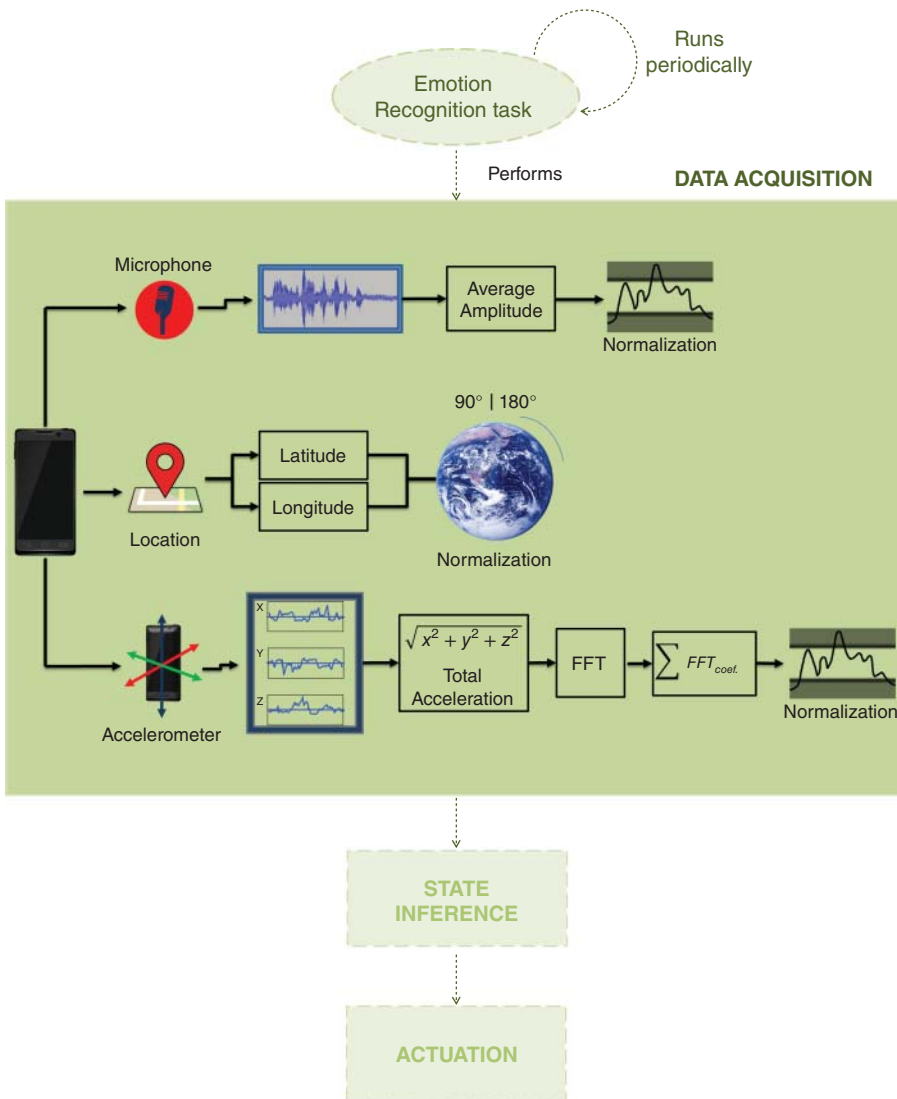 Runs
periodically
Emotion
Recognition task
Performs
DATA ACQUISITION
Microphone
Average
Amplitude
Normalization
90° | 180°
Latitude
Longitude
Location
Normalization
X
Y
Z
√x² + y² + z²
Total
Acceleration
FFT
∑ FFTcoef.
Normalization
Accelerometer
STATE
INFERENCE
ACTUATION